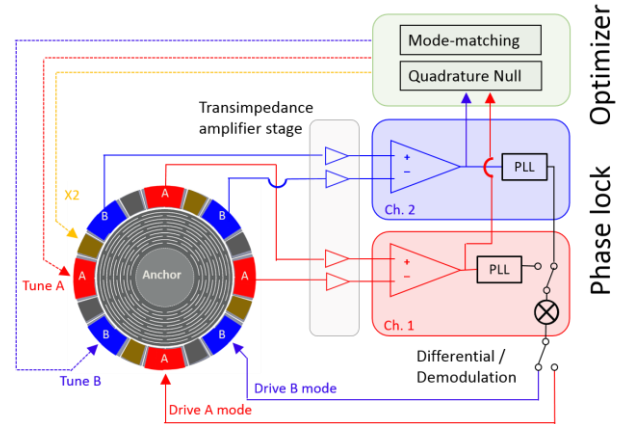 Mode-matching
Quadrature Null
Optimizer
Transimpedance
amplifier stage
+
−
PLL
Ch. 2
X2
B
A
B
A
Anchor
A
B
A
B
Tune A
Tune B
+
−
PLL
Ch. 1
Phase lock
Differential /
Demodulation
Drive B mode
Drive A mode